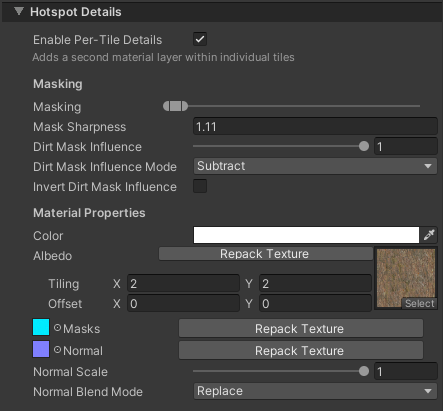 Hotspot Details
Enable Per-Tile Details
Adds a second material layer within individual tiles
Masking
Masking
Mask Sharpness 1.11
Dirt Mask Influence 1
Dirt Mask Influence Mode Subtract
Invert Dirt Mask Influence
Material Properties
Color
Albedo Repack Texture
Tiling X 2 Y 2
Offset X 0 Y 0
Select
Masks Repack Texture
Normal Repack Texture
Normal Scale 1
Normal Blend Mode Replace